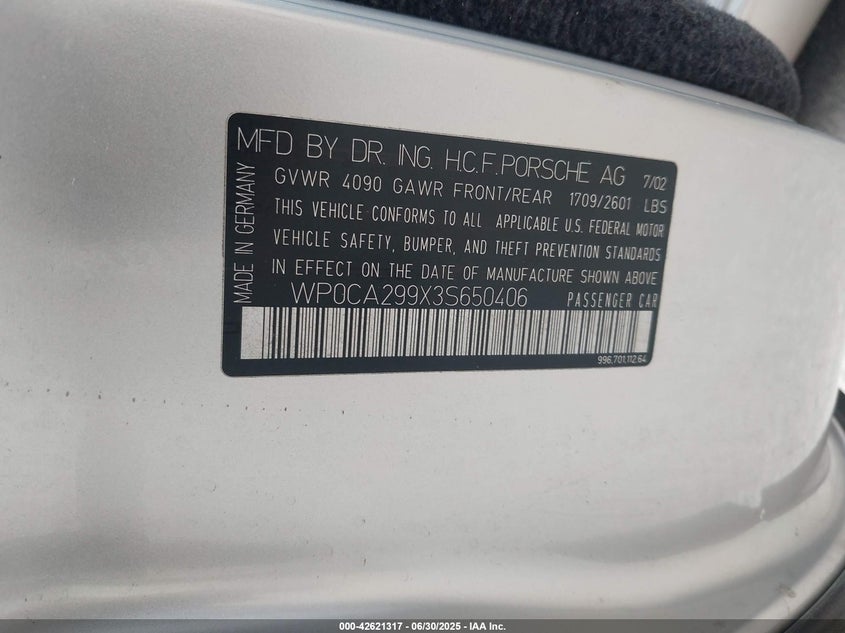 MFD BY DR. ING. H.C.F. PORSCHE AG 7/02
GVWR 4090 GAWR FRONT/REAR 1709/2601 LBS
THIS VEHICLE CONFORMS TO ALL APPLICABLE U.S. FEDERAL MOTOR
VEHICLE SAFETY, BUMPER, AND THEFT PREVENTION STANDARDS
IN EFFECT ON THE DATE OF MANUFACTURE SHOWN ABOVE
WP0CA299X3S650406 PASSENGER CAR
MADE IN GERMANY
996.701.112.64
000-42621317 - 06/30/2025 - IAA Inc.